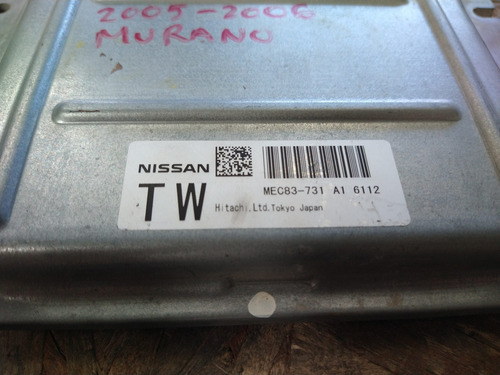 2005-2006
MURANO
NISSAN
TW
MEC83-731 A1 6112
Hitachi,Ltd.Tokyo Japan